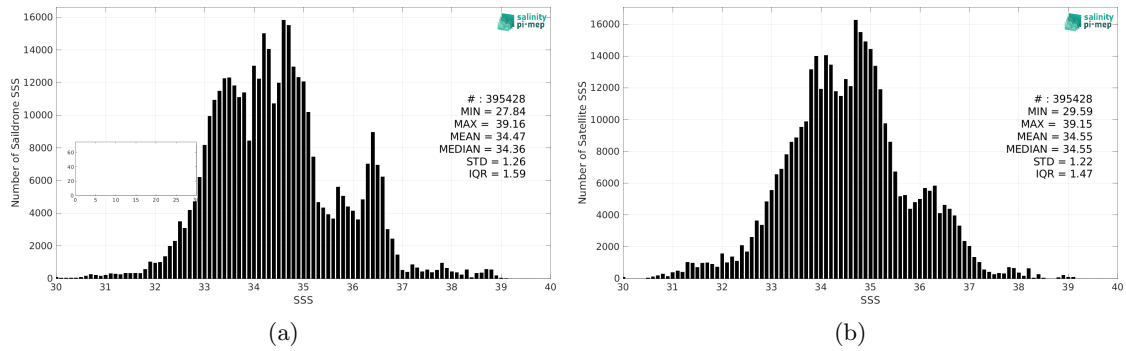 salinity
pi-mep
16000
14000
12000
10000
8000
6000
4000
2000
0
Number of Saildrone SSS
# : 395428
MIN = 27.84
MAX = 39.16
MEAN = 34.47
MEDIAN = 34.36
STD = 1.26
IQR = 1.59
60
40
20
0
0 5 10 15 20 25 30
30 31 32 33 34 35 36 37 38 39 40
SSS
(a)
salinity
pi-mep
16000
14000
12000
10000
8000
6000
4000
2000
0
Number of Satellite SSS
# : 395428
MIN = 29.59
MAX = 39.15
MEAN = 34.55
MEDIAN = 34.55
STD = 1.22
IQR = 1.47
30 31 32 33 34 35 36 37 38 39 40
SSS
(b)